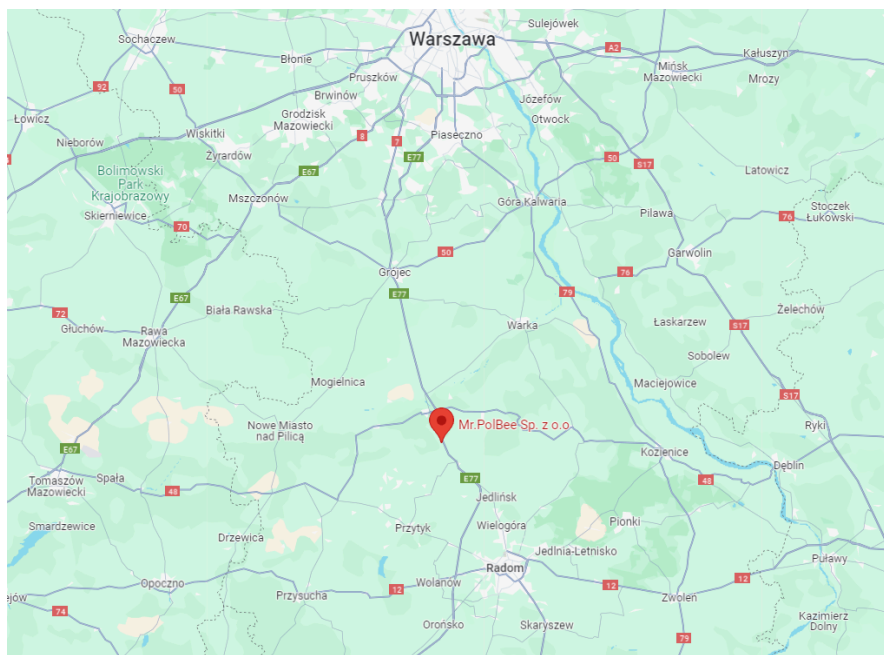 Sulejówek
Sochaczew
Warszawa
A2
Kałuszyn
Błonie
Mińsk
Mazowiecki
Mrozy
Pruszków
92
50
Brwinów
Józefów
Łowicz
Grodzisk
Mazowiecki
Otwock
Wiskitki
8
7
Piaseczno
Nieborów
Żyrardów
E77
50
S17
Bolimowski
Park
Krajobrazowy
E67
Latowicz
Mszczonów
Góra Kalwaria
Skierniewice
Pilawa
76
Stoczek
Łukowski
70
50
Garwolin
Grójec
76
E67
E77
79
Biała Rawska
Żelechów
72
Głuchów
Rawa
Mazowiecka
Warka
Łaskarzew
S17
Sobolew
Mogielnica
Maciejowice
S17
Nowe Miasto
nad Pilicą
Mr.PolBee Sp. z o.o.
Ryki
E67
Kozienice
Dęblin
Tomaszów
Mazowiecki
Spała
E77
48
48
Jedlińsk
Smardzewice
Drzewica
Przytyk
Wielogóra
Pionki
Jedlnia-Letnisko
Puławy
Opoczno
Wolanów
Radom
12
ejów
Przysucha
12
12
Zwoleń
74
Orońsko
Skaryszew
Kazimierz
Dolny
79